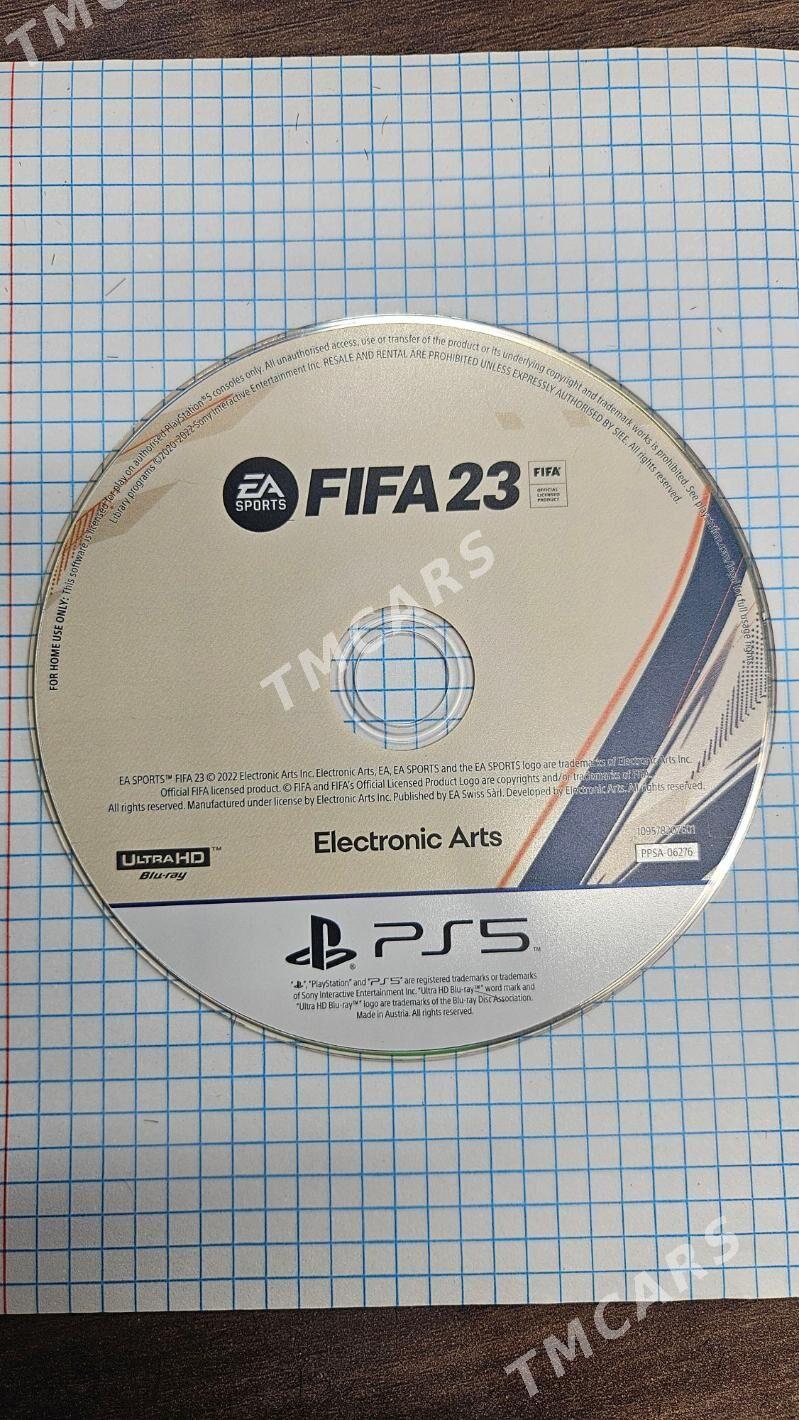 TMCARS
FOR HOME USE ONLY: This software is licensed for play on authorised PlayStation®5 consoles only. All unauthorised access, use or transfer of the product or its underlying copyright and trademark works is prohibited. See playstation.com/legal for full usage rights.
Library programs ©2020-2022 Sony Interactive Entertainment Inc. RESALE AND RENTAL ARE PROHIBITED UNLESS EXPRESSLY AUTHORISED BY SIEE. All rights reserved.
EA SPORTS FIFA 23 FIFA
OFFICIAL LICENSED PRODUCT
TMCARS
EA SPORTS™ FIFA 23 © 2022 Electronic Arts Inc. Electronic Arts, EA, EA SPORTS and the EA SPORTS logo are trademarks of Electronic Arts Inc.
Official FIFA licensed product. © FIFA and FIFA's Official Licensed Product Logo are copyrights and/or trademarks of FIFA.
All rights reserved. Manufactured under license by Electronic Arts Inc. Published by EA Swiss Sàrl. Developed by Electronic Arts. All rights reserved.
Electronic Arts
ULTRA HD™
Blu-ray
PPSA-06276
PS5™
"PlayStation" and "PS5" are registered trademarks or trademarks
of Sony Interactive Entertainment Inc. "Ultra HD Blu-ray™" word mark and
"Ultra HD Blu-ray™" logo are trademarks of the Blu-ray Disc Association.
Made in Austria. All rights reserved.
TMCARS